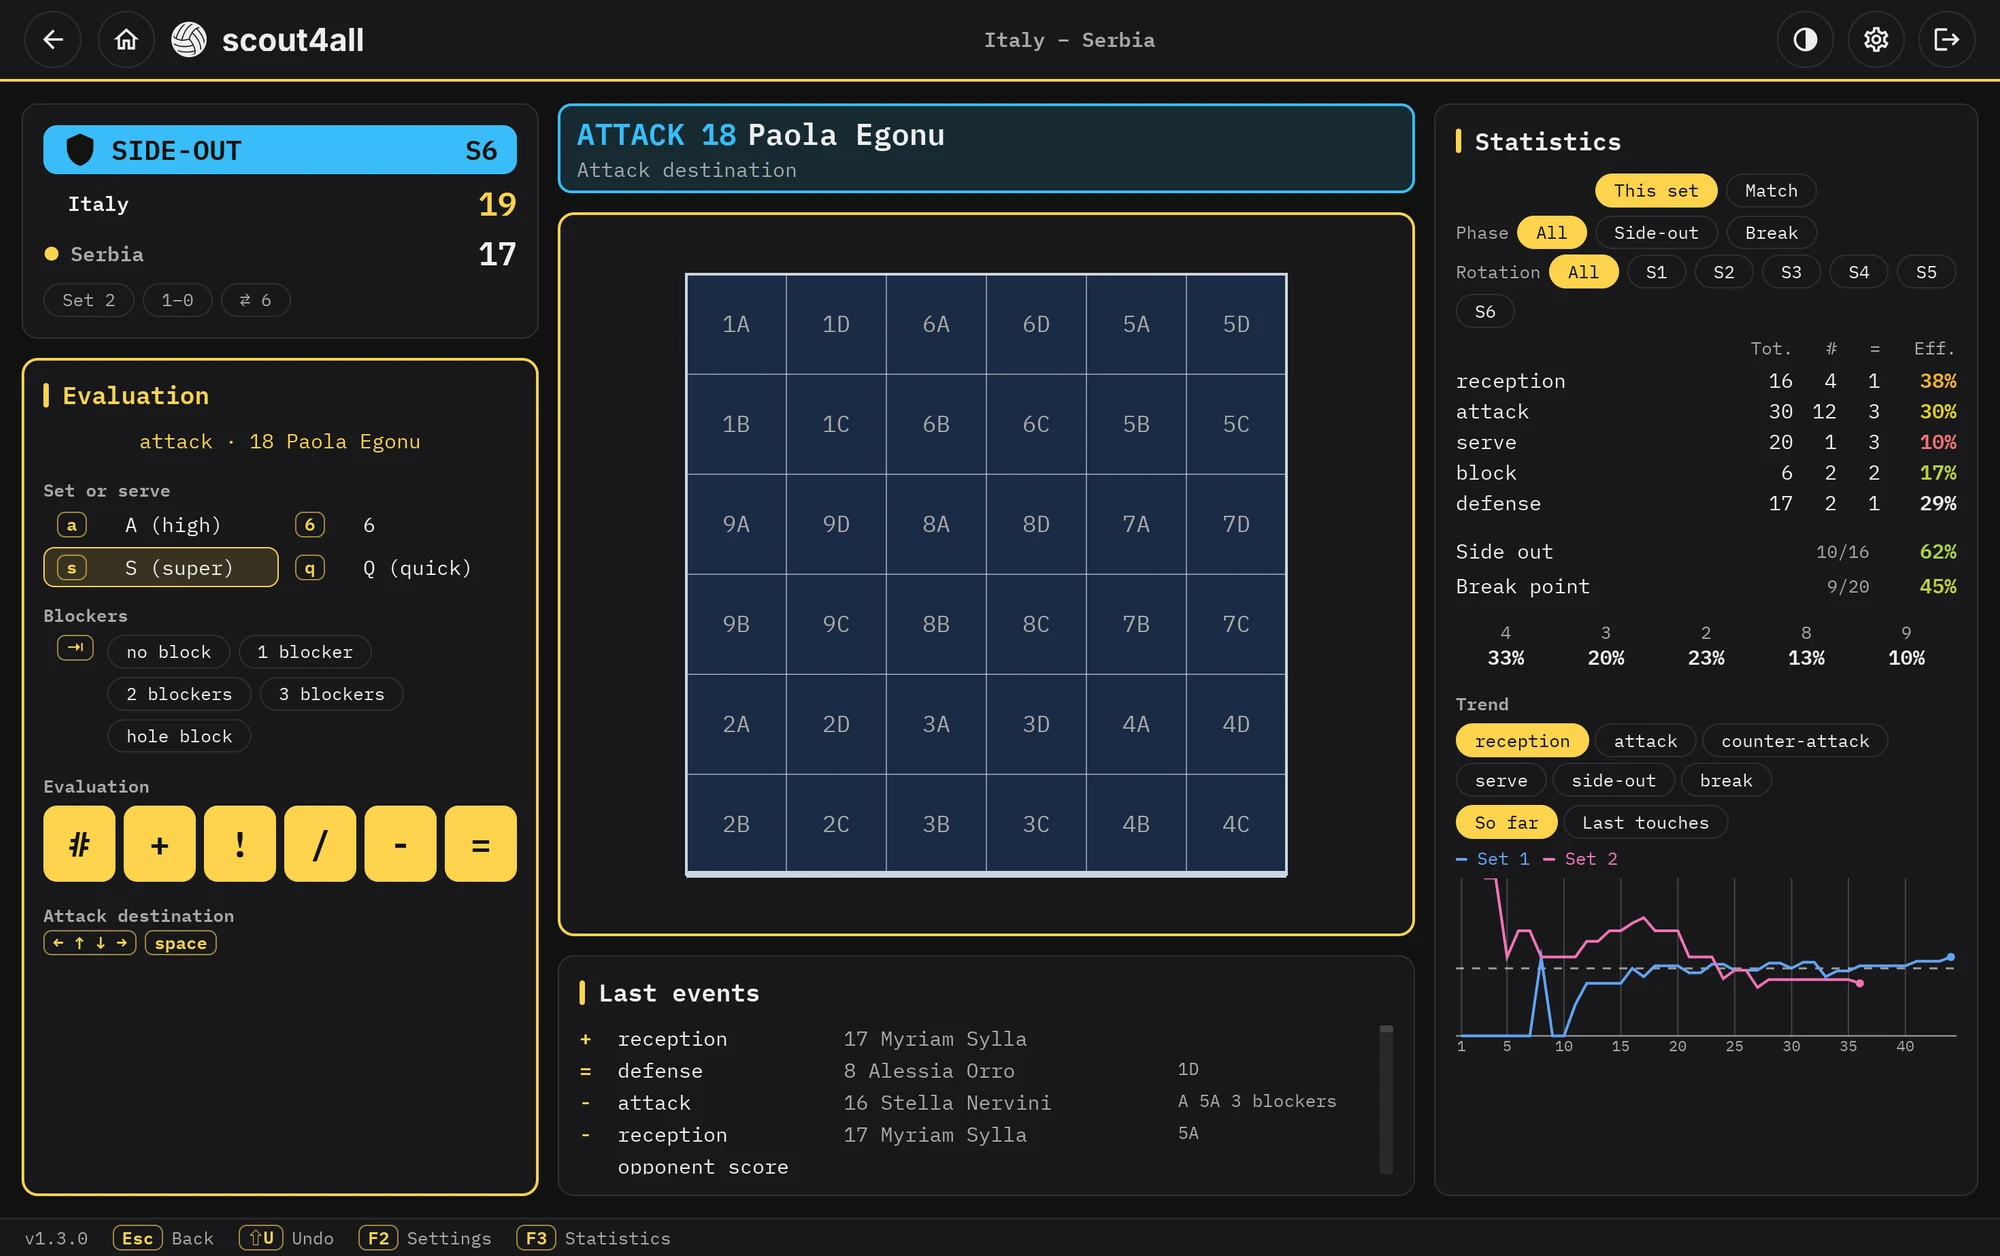 scout4all
Italy – Serbia
SIDE-OUT S6
Italy 19
Serbia 17
Set 2 1–0 ⇄ 6
Evaluation
attack · 18 Paola Egonu
Set or serve
a A (high) 6 6
s S (super) q Q (quick)
Blockers
⇥ no block 1 blocker
2 blockers 3 blockers
hole block
Evaluation
# + ! / - =
Attack destination
← ↑ ↓ → space
ATTACK 18 Paola Egonu
Attack destination
1A 1D 6A 6D 5A 5D
1B 1C 6B 6C 5B 5C
9A 9D 8A 8D 7A 7D
9B 9C 8B 8C 7B 7C
2A 2D 3A 3D 4A 4D
2B 2C 3B 3C 4B 4C
Last events
+ reception 17 Myriam Sylla
= defense 8 Alessia Orro 1D
- attack 16 Stella Nervini A 5A 3 blockers
- reception 17 Myriam Sylla 5A
opponent score
Statistics
This set Match
Phase All Side-out Break
Rotation All S1 S2 S3 S4 S5
S6
Tot. # = Eff.
reception 16 4 1 38%
attack 30 12 3 30%
serve 20 1 3 10%
block 6 2 2 17%
defense 17 2 1 29%
Side out 10/16 62%
Break point 9/20 45%
4 3 2 8 9
33% 20% 23% 13% 10%
Trend
reception attack counter-attack
serve side-out break
So far Last touches
Set 1 Set 2
1 5 10 15 20 25 30 35 40
v1.3.0 Esc Back ⇧U Undo F2 Settings F3 Statistics